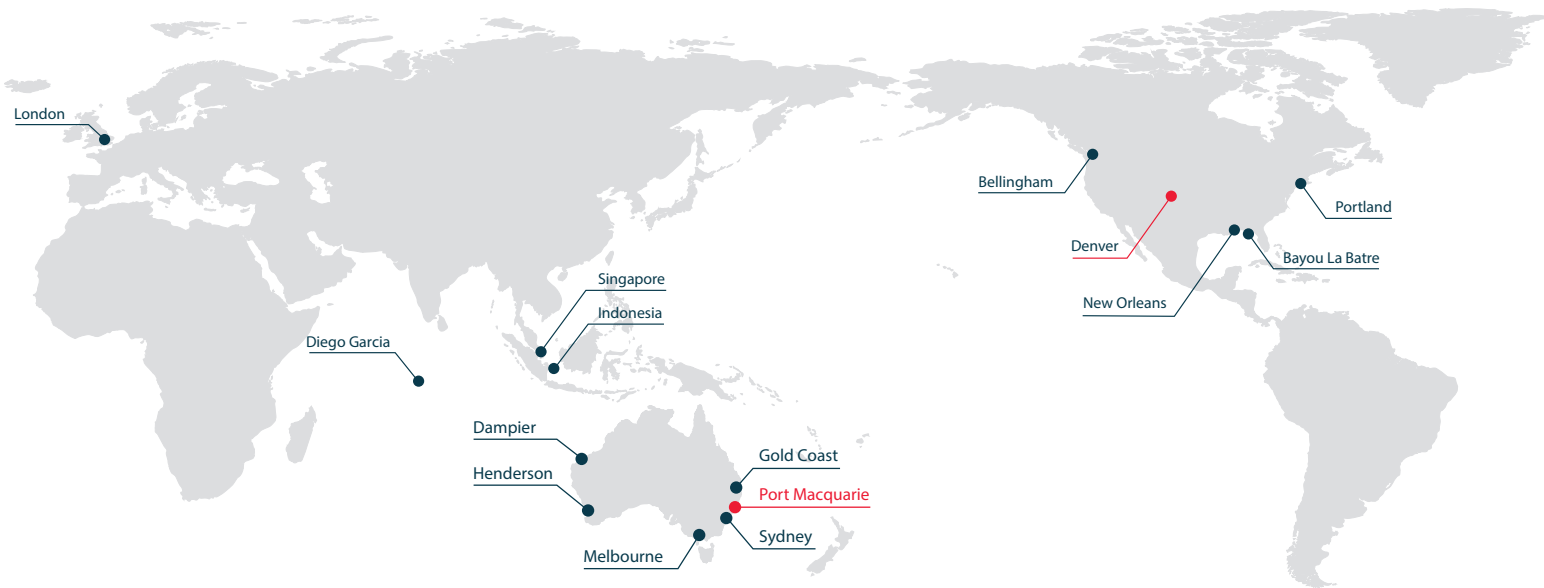 London
Bellingham
Portland
Denver
Bayou La Batre
Singapore
New Orleans
Indonesia
Diego Garcia
Dampier
Gold Coast
Henderson
Port Macquarie
Sydney
Melbourne